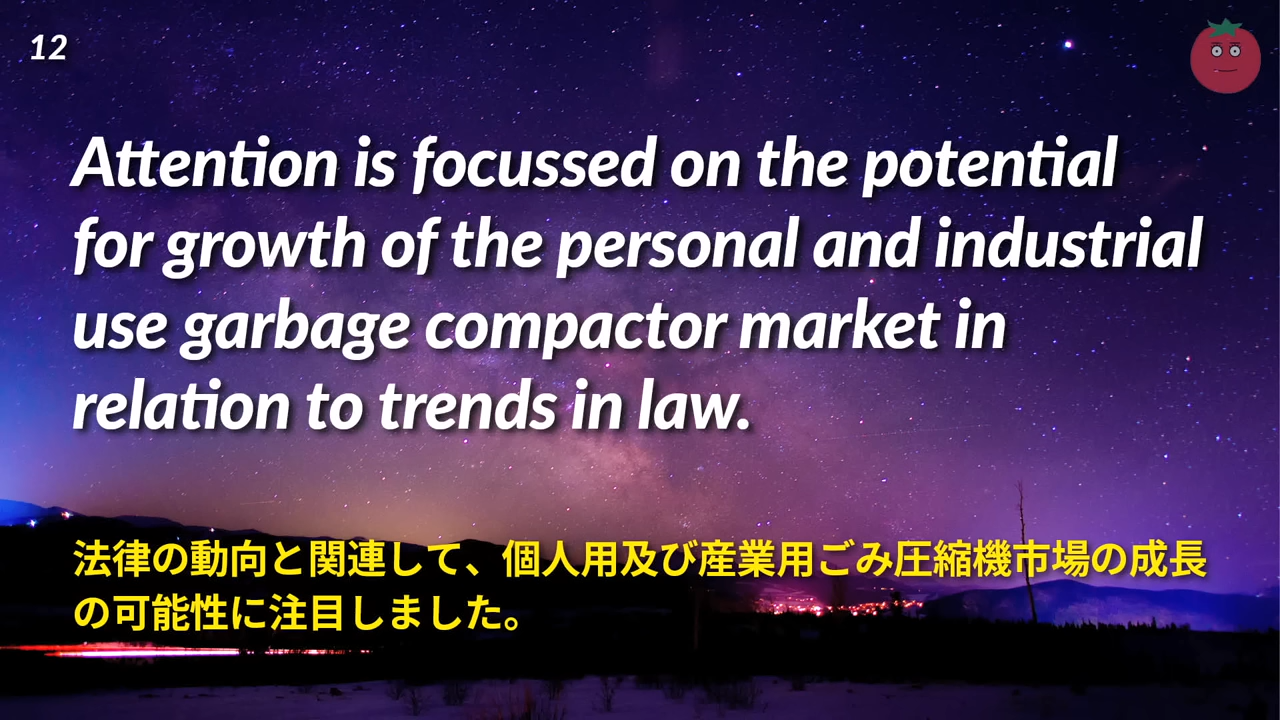 12
Attention is focussed on the potential
for growth of the personal and industrial
use garbage compactor market in
relation to trends in law.
法律の動向と関連して、個人用及び産業用ごみ圧縮機市場の成長
の可能性に注目しました。